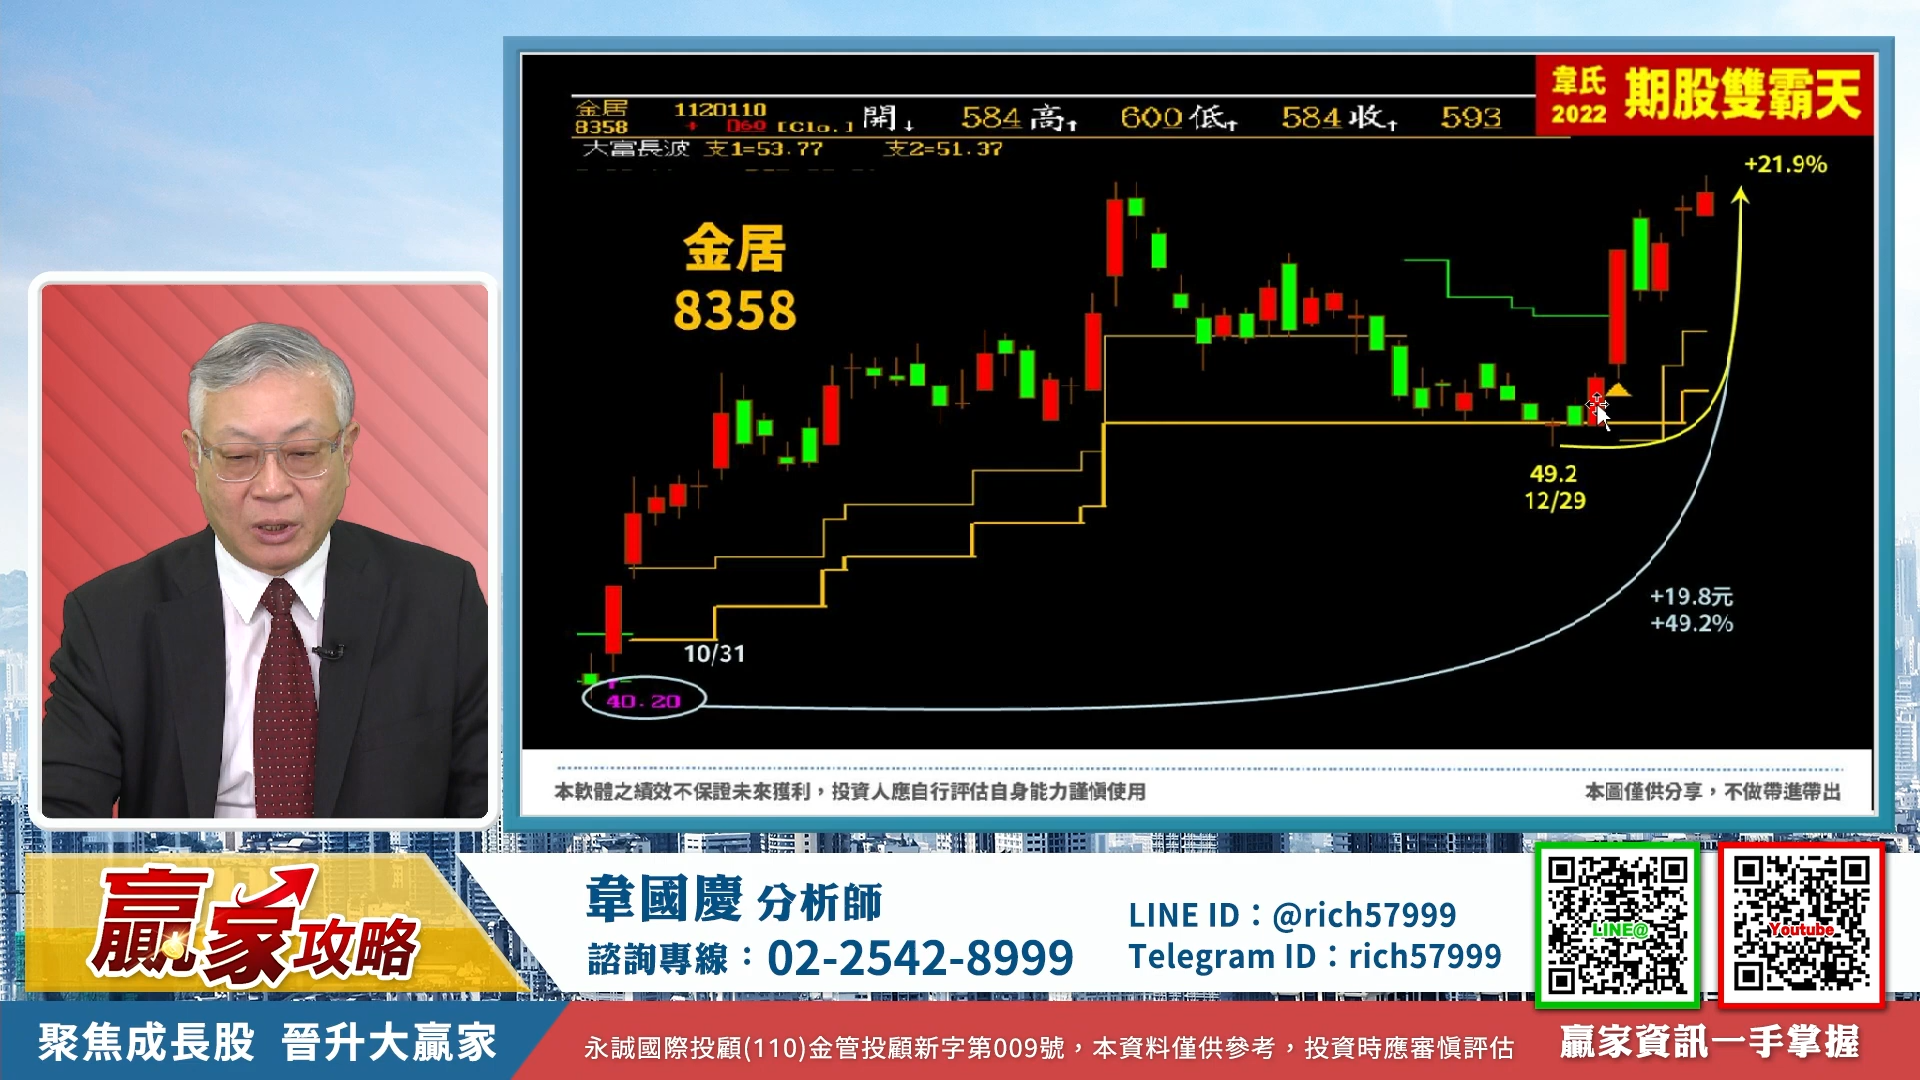 韋氏
2022
期股雙霸天
金居
8358
1120110
D60 [Clo.]
開↓ 584 高↑ 600 低↑ 584 收↑ 593
大富長波 支1=53.77 支2=51.37
+21.9%
金居
8358
49.2
12/29
+19.8元
+49.2%
10/31
40.20
本軟體之績效不保證未來獲利，投資人應自行評估自身能力謹慎使用
本圖僅供分享，不做帶進帶出
贏家攻略
韋國慶 分析師
諮詢專線：02-2542-8999
LINE ID：@rich57999
Telegram ID：rich57999
LINE@
Youtube
聚焦成長股 晉升大贏家
永誠國際投顧(110)金管投顧新字第009號，本資料僅供參考，投資時應審慎評估
贏家資訊一手掌握